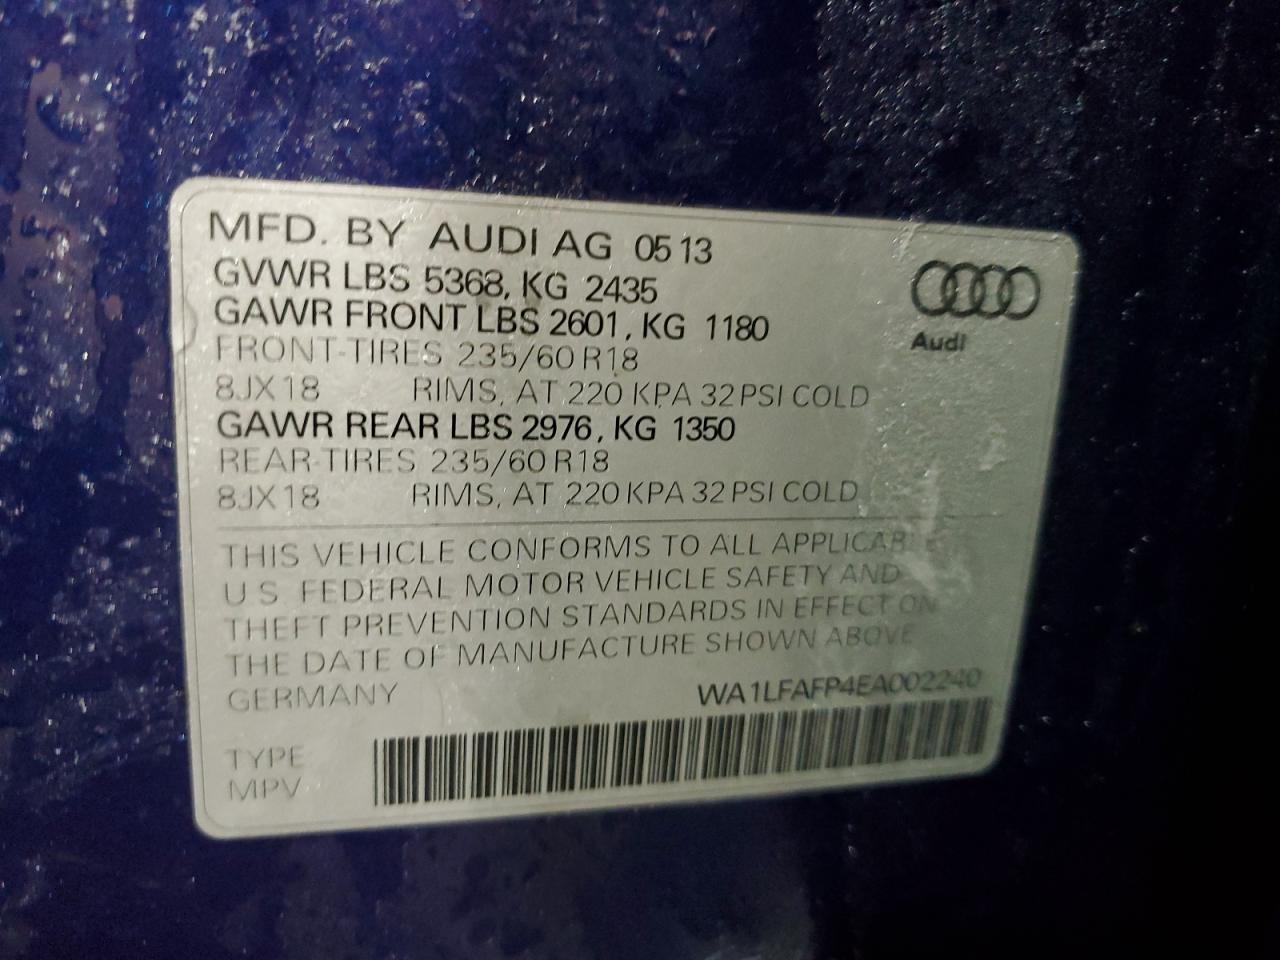 MFD. BY AUDI AG 05 13
GVWR LBS 5368, KG 2435
GAWR FRONT LBS 2601, KG 1180
FRONT-TIRES 235/60 R18
8JX18 RIMS, AT 220 KPA 32 PSI COLD
GAWR REAR LBS 2976, KG 1350
REAR-TIRES 235/60 R18
8JX18 RIMS, AT 220 KPA 32 PSI COLD
Audi
THIS VEHICLE CONFORMS TO ALL APPLICABLE
U S FEDERAL MOTOR VEHICLE SAFETY AND
THEFT PREVENTION STANDARDS IN EFFECT ON
THE DATE OF MANUFACTURE SHOWN ABOVE
GERMANY WA1LFAFP4EA002240
TYPE
MPV